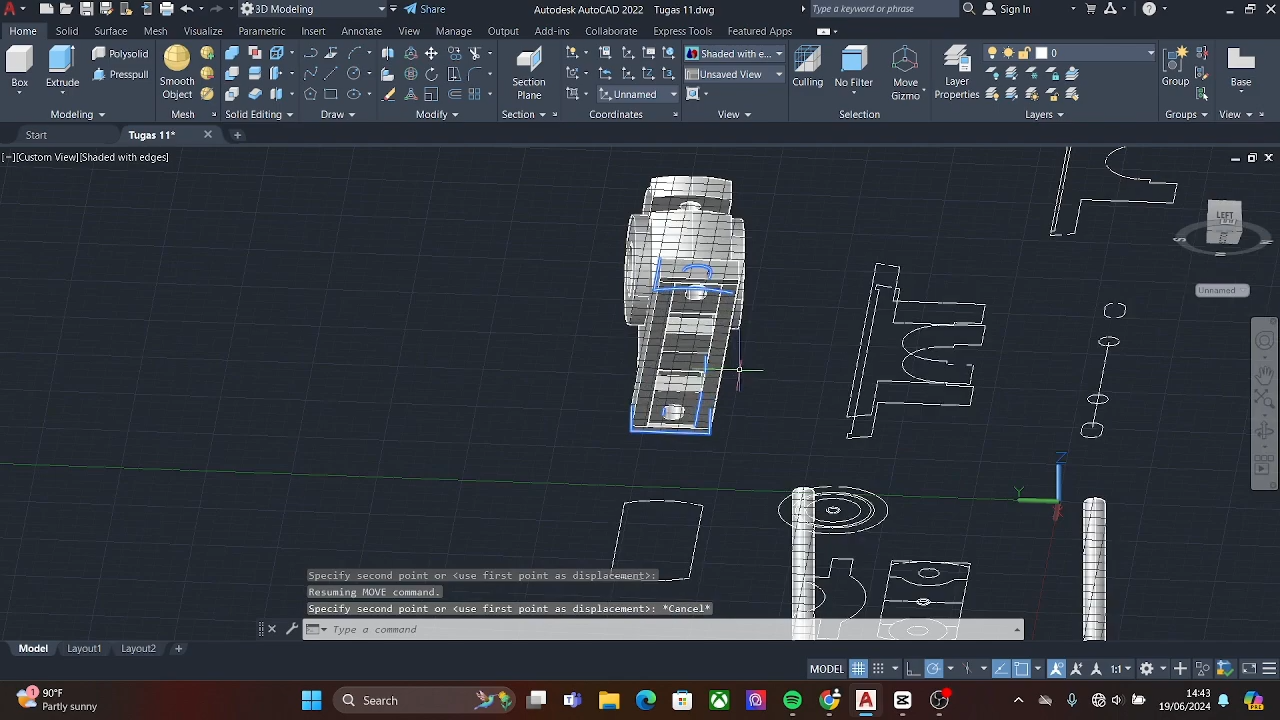 3D Modeling
Share
Autodesk AutoCAD 2022 Tugas 11.dwg
Type a keyword or phrase
Sign In
Home Solid Surface Mesh Visualize Parametric Insert Annotate View Manage Output Add-ins Collaborate Express Tools Featured Apps
Polysolid
Presspull
Box
Extrude
Smooth
Object
Section
Plane
Shaded with e...
Unsaved View
Unnamed
Culling
No Filter
Move
Gizmo
Layer
Properties
0
Group
Base
Modeling
Mesh
Solid Editing
Draw
Modify
Section
Coordinates
View
Selection
Layers
Groups
View
Start
Tugas 11*
[−][Custom View][Shaded with edges]
LEFT
S
Unnamed
Z
Y
Specify second point or <use first point as displacement>:
Resuming MOVE command.
Specify second point or <use first point as displacement>: *Cancel*
Type a command
Model Layout1 Layout2
MODEL
1:1
1
90°F
Partly sunny
Search
14:43
19/06/2024